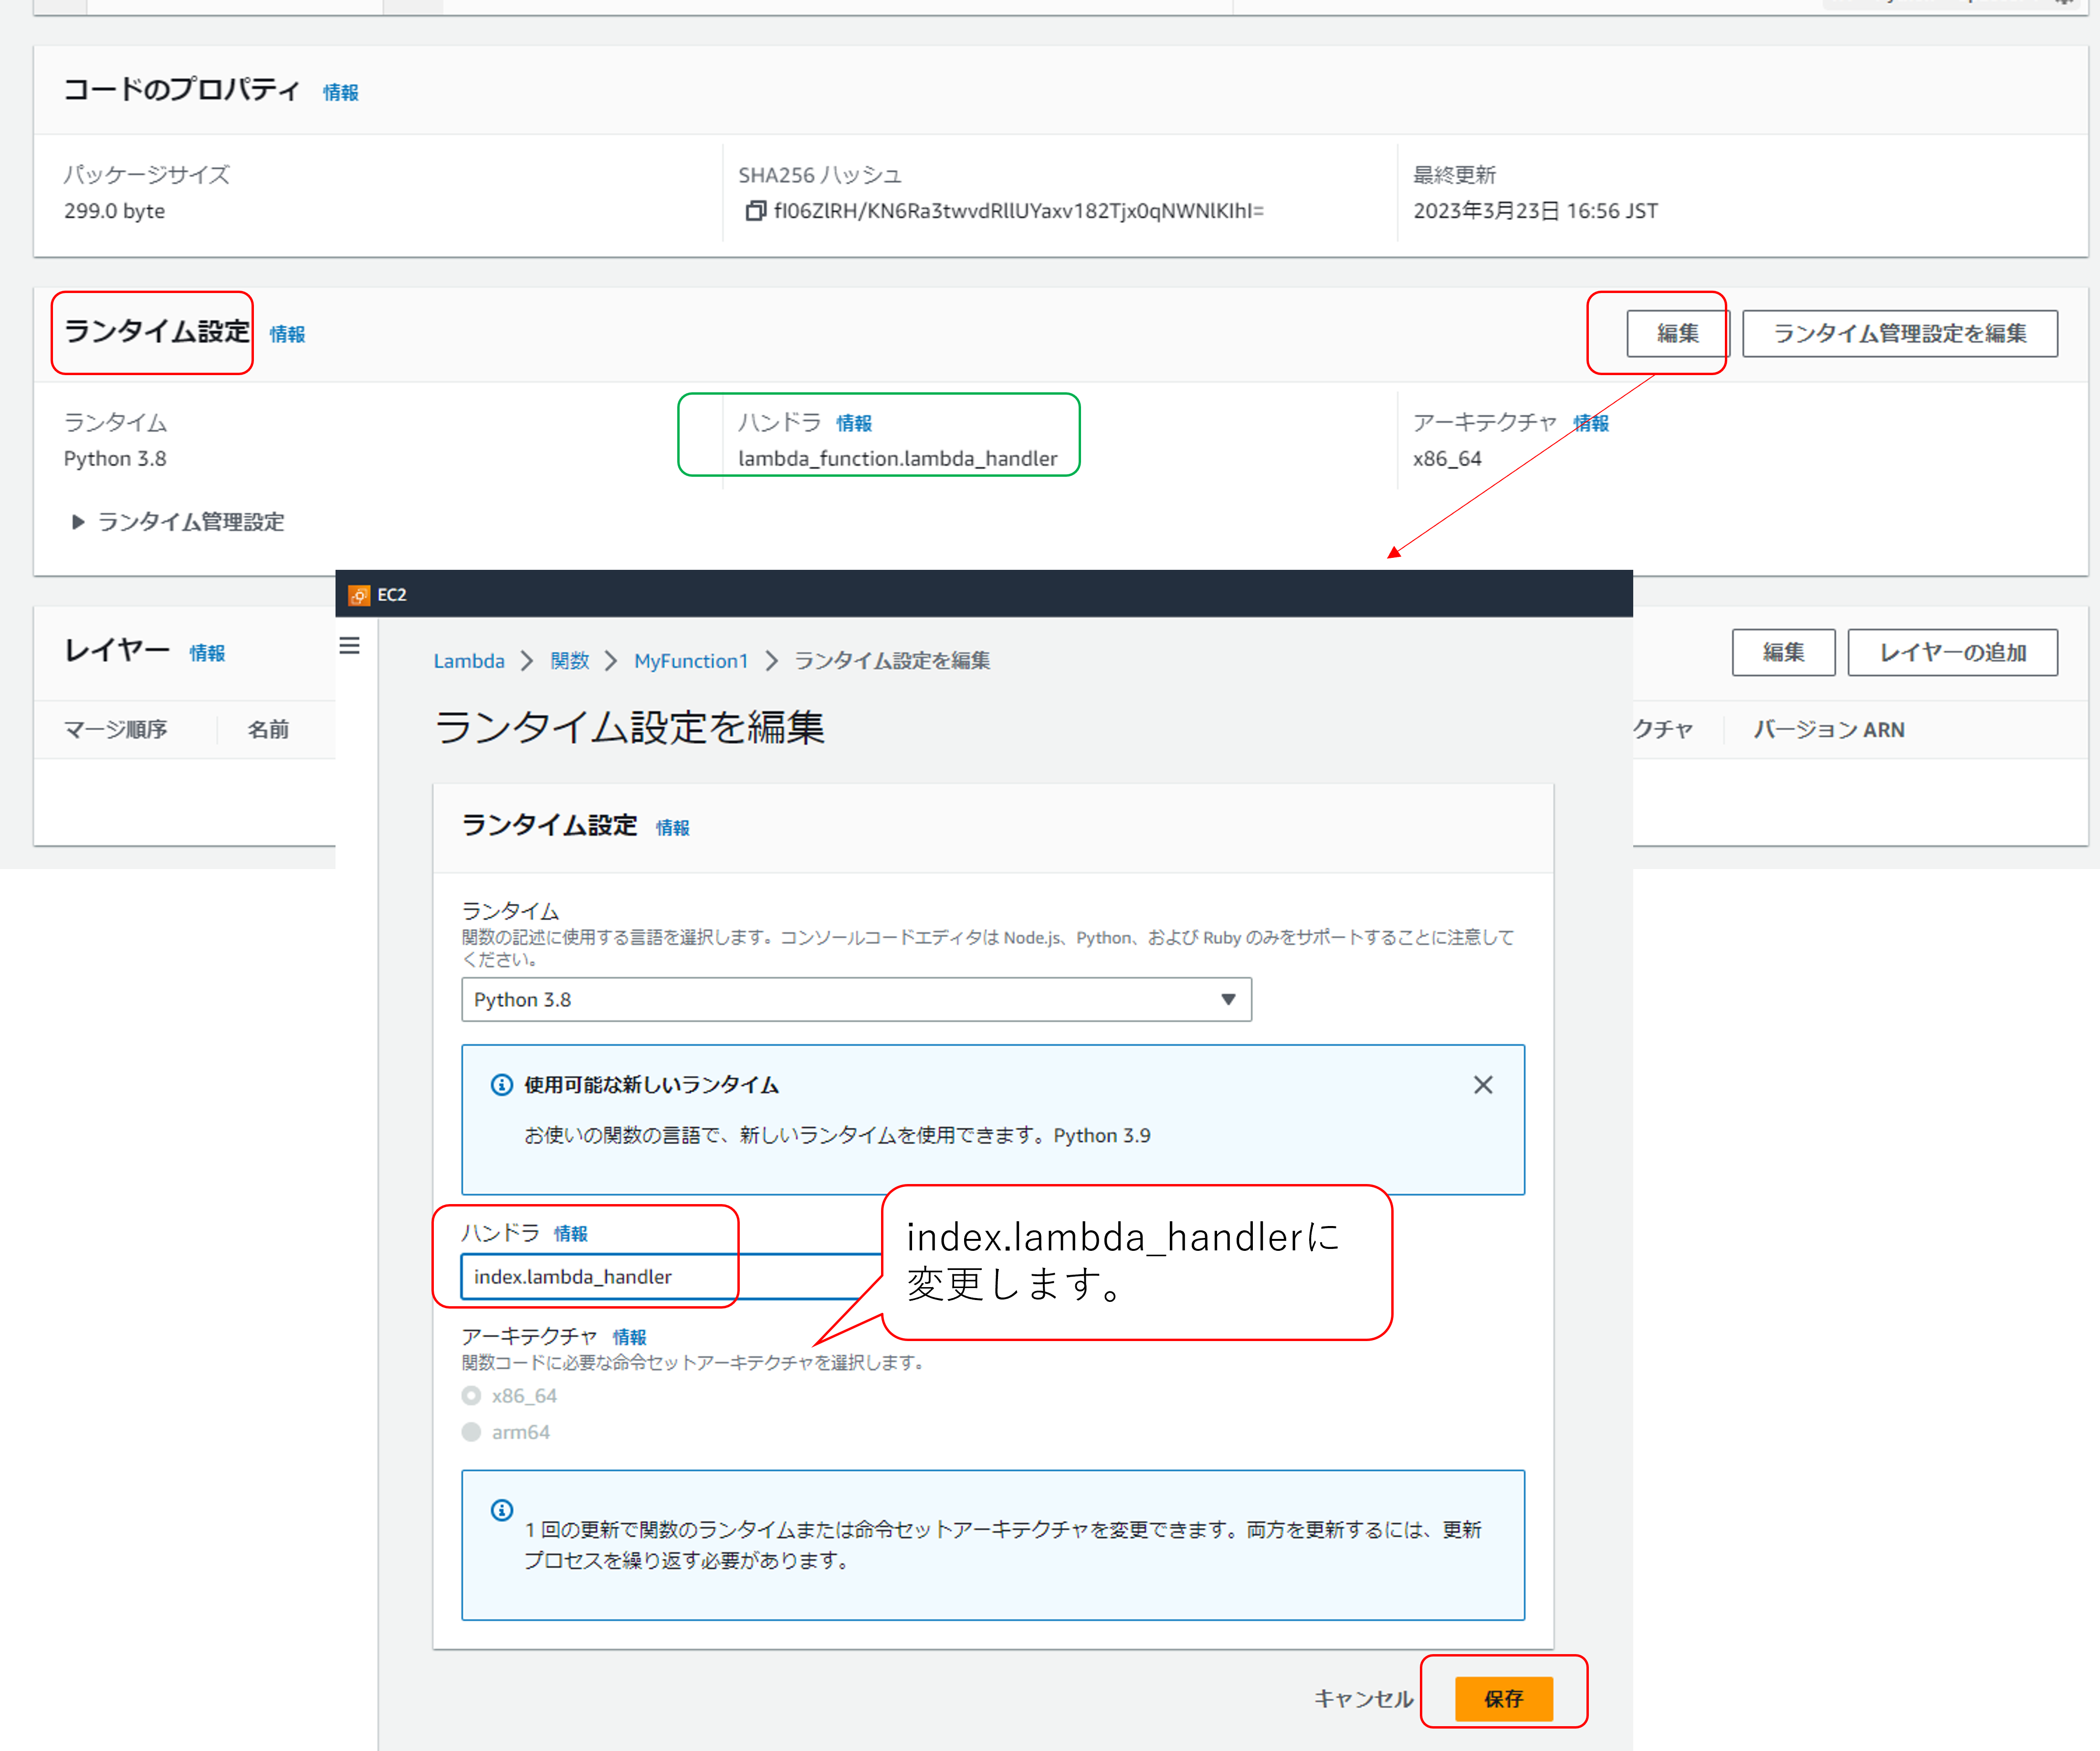 コードのプロパティ 情報
パッケージサイズ
299.0 byte
SHA256 ハッシュ
fI06ZlRH/KN6Ra3twvdRllUYaxv182Tjx0qNWNlKIhI=
最終更新
2023年3月23日 16:56 JST
ランタイム設定 情報
編集 ランタイム管理設定を編集
ランタイム
Python 3.8
ハンドラ 情報
lambda_function.lambda_handler
アーキテクチャ 情報
x86_64
ランタイム管理設定
レイヤー 情報
編集 レイヤーの追加
マージ順序 名前
クチャ バージョン ARN
EC2
Lambda 関数 MyFunction1 ランタイム設定を編集
ランタイム設定を編集
ランタイム設定 情報
ランタイム
関数の記述に使用する言語を選択します。コンソールコードエディタは Node.js、Python、および Ruby のみをサポートすることに注意して
ください。
Python 3.8
使用可能な新しいランタイム
お使いの関数の言語で、新しいランタイムを使用できます。Python 3.9
ハンドラ 情報
index.lambda_handler
index.lambda_handlerに
変更します。
アーキテクチャ 情報
関数コードに必要な命令セットアーキテクチャを選択します。
x86_64
arm64
1 回の更新で関数のランタイムまたは命令セットアーキテクチャを変更できます。両方を更新するには、更新
プロセスを繰り返す必要があります。
キャンセル 保存